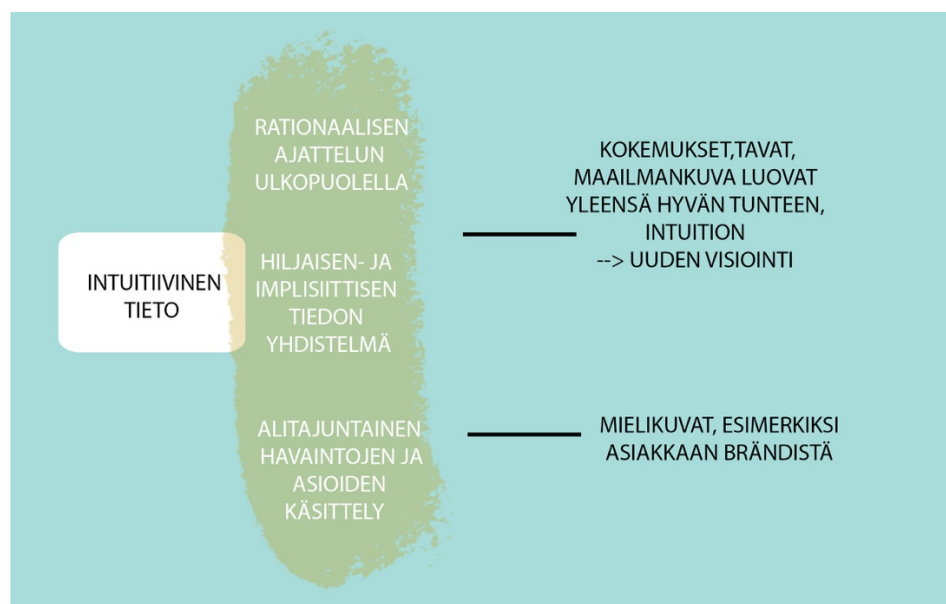 INTUITIIVINEN
TIETO
RATIONAALISEN
AJATTELUN
ULKOPUOLELLA
HILJAISEN- JA
IMPLISIITTISEN
TIEDON
YHDISTELMÄ
ALITAJUNTAINEN
HAVAINTOJEN JA
ASIOIDEN
KÄSITTELY
KOKEMUKSET,TAVAT,
MAAILMANKUVA LUOVAT
YLEENSÄ HYVÄN TUNTEEN,
INTUITION
--> UUDEN VISIOINTI
MIELIKUVAT, ESIMERKIKSI
ASIAKKAAN BRÄNDISTÄ